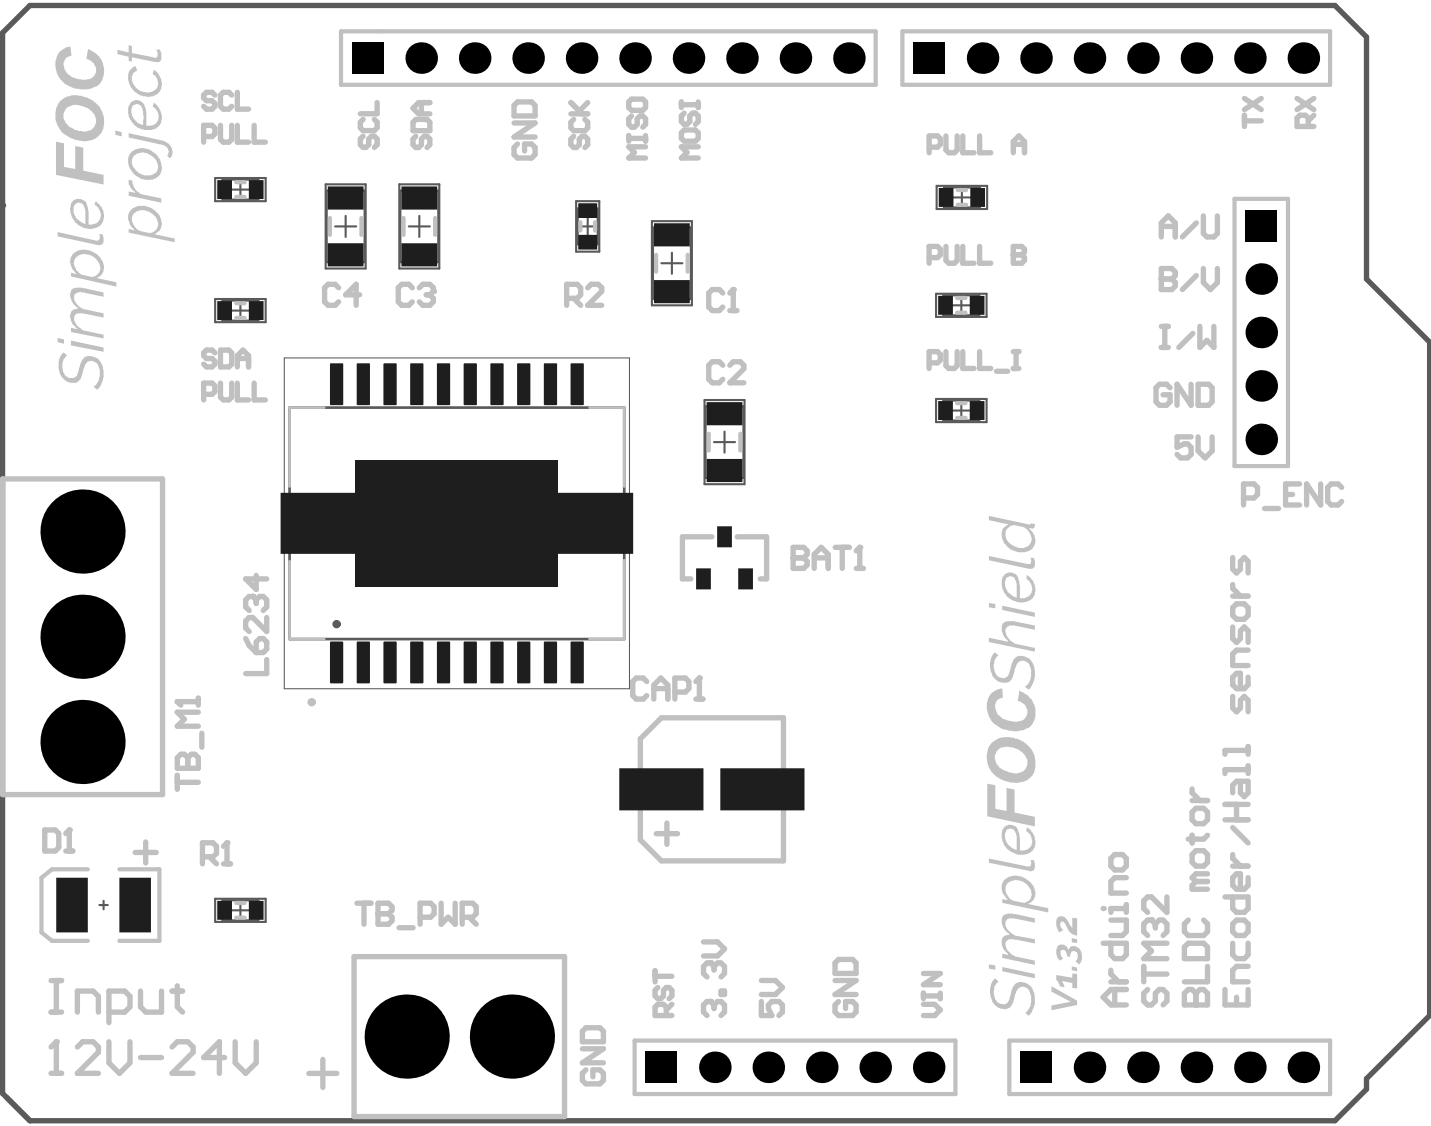 Simple FOC
project
SCL
PULL
SCL
SDA
GND
SCK
MISO
MOSI
TX
RX
PULL A
A/U
PULL B
B/V
C4
C3
R2
C1
I/W
SDA
PULL
C2
PULL_I
GND
5V
P_ENC
BAT1
L6234
CAP1
TB_M1
D1
+
R1
+
TB_PWR
Input
12V-24V
+
GND
RST
3.3V
5V
GND
VIN
SimpleFOCShield
V1.3.2
Arduino
STM32
BLDC motor
Encoder/Hall sensors